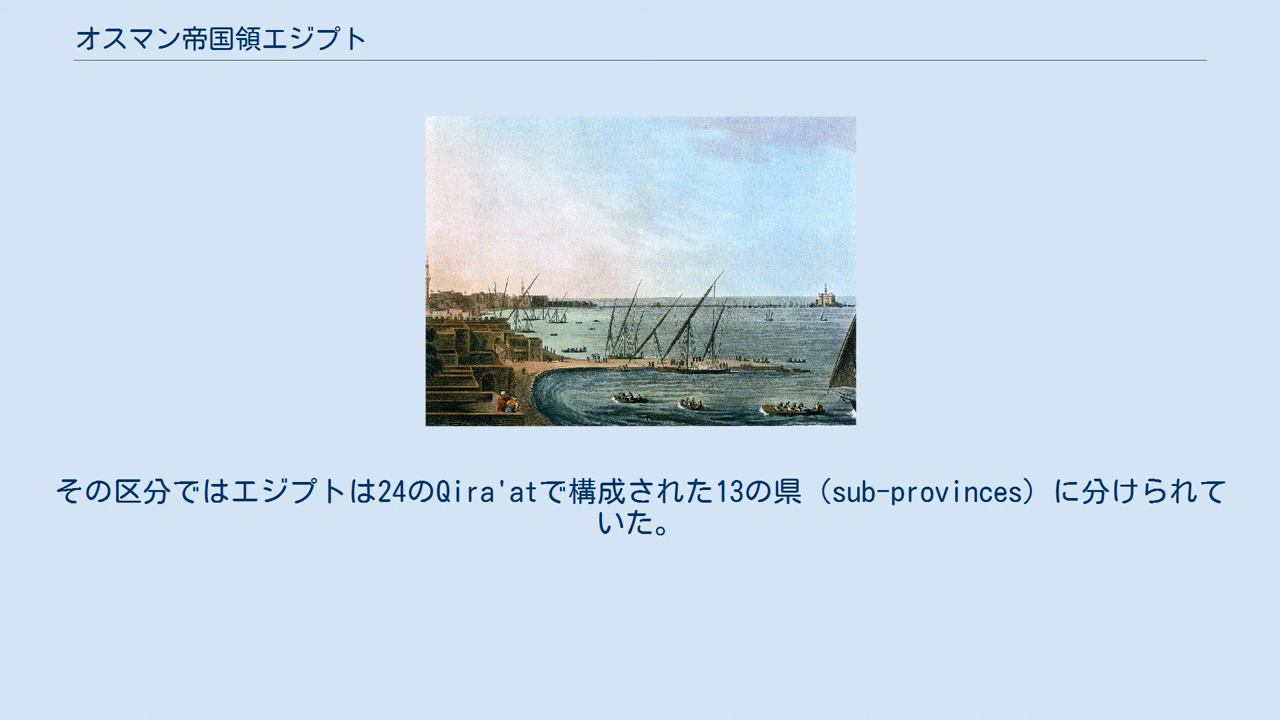 オスマン帝国領エジプト
その区分ではエジプトは24のQira'atで構成された13の県（sub-provinces）に分けられて
いた。